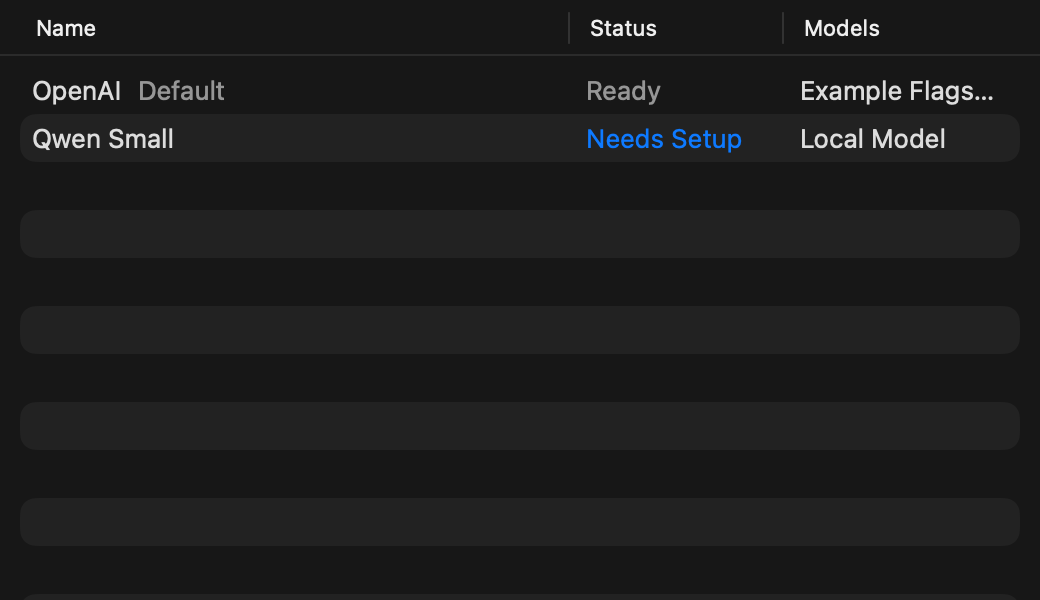 Name Status Models
OpenAI Default Ready Example Flags...
Qwen Small Needs Setup Local Model